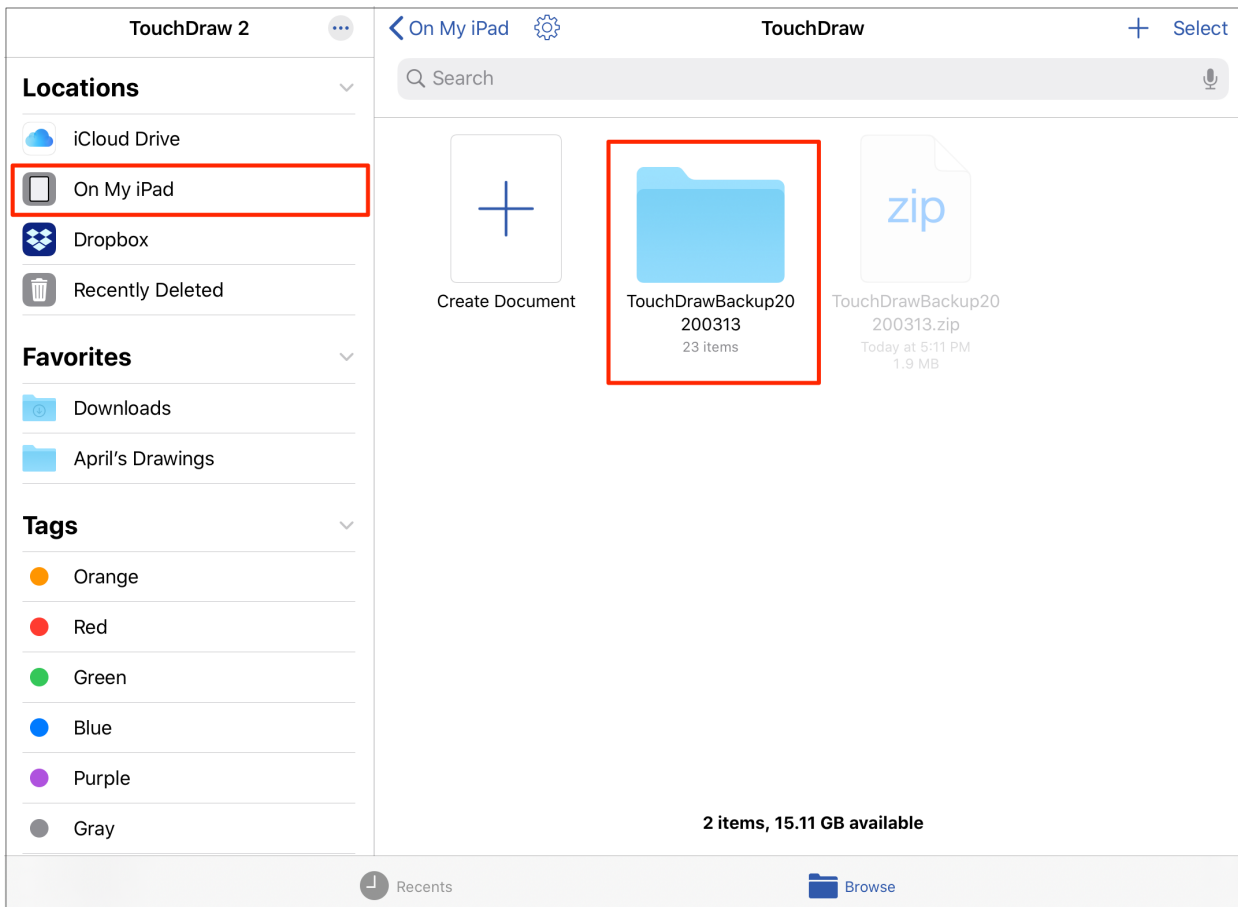 TouchDraw 2
Locations
iCloud Drive
On My iPad
Dropbox
Recently Deleted
Favorites
Downloads
April's Drawings
Tags
Orange
Red
Green
Blue
Purple
Gray
On My iPad
TouchDraw
Select
Search
Create Document
TouchDrawBackup20
200313
23 items
zip
TouchDrawBackup20
200313.zip
Today at 5:11 PM
1.9 MB
2 items, 15.11 GB available
Recents
Browse